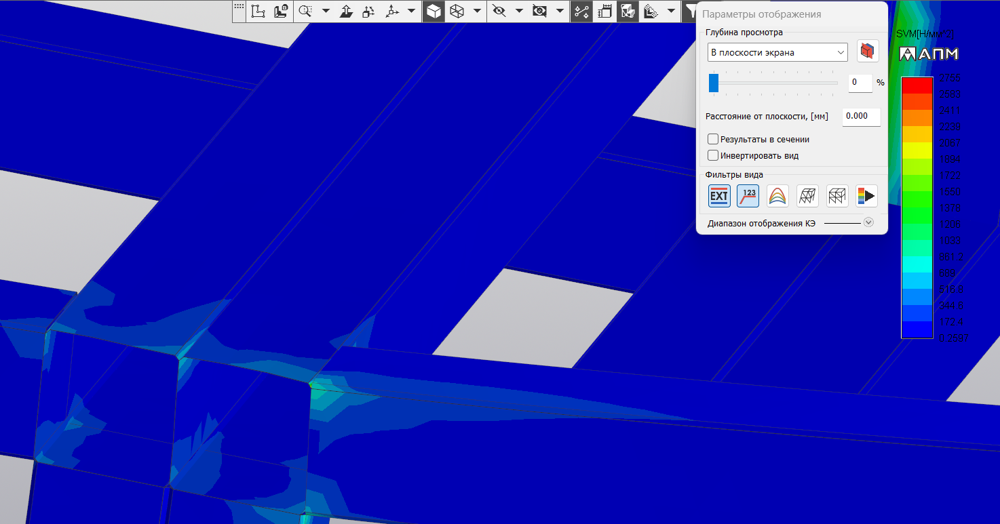 Параметры отображения
Глубина просмотра
В плоскости экрана
0 %
Расстояние от плоскости, [мм] 0.000
Результаты в сечении
Инвертировать вид
Фильтры вида
EXT
123
Диапазон отображения КЭ
SVM[Н/мм^2]
АПМ
2755
2583
2411
2239
2067
1894
1722
1550
1378
1206
1033
861.2
689
516.8
344.6
172.4